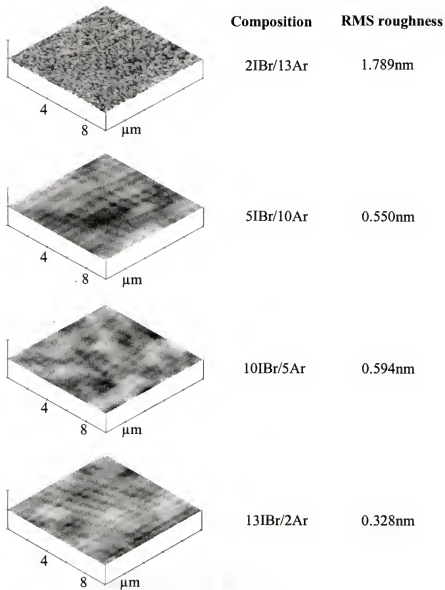 Composition RMS roughness
2IBr/13Ar 1.789nm
4
8 µm
5IBr/10Ar 0.550nm
4
8 µm
10IBr/5Ar 0.594nm
4
8 µm
13IBr/2Ar 0.328nm
4
8 µm